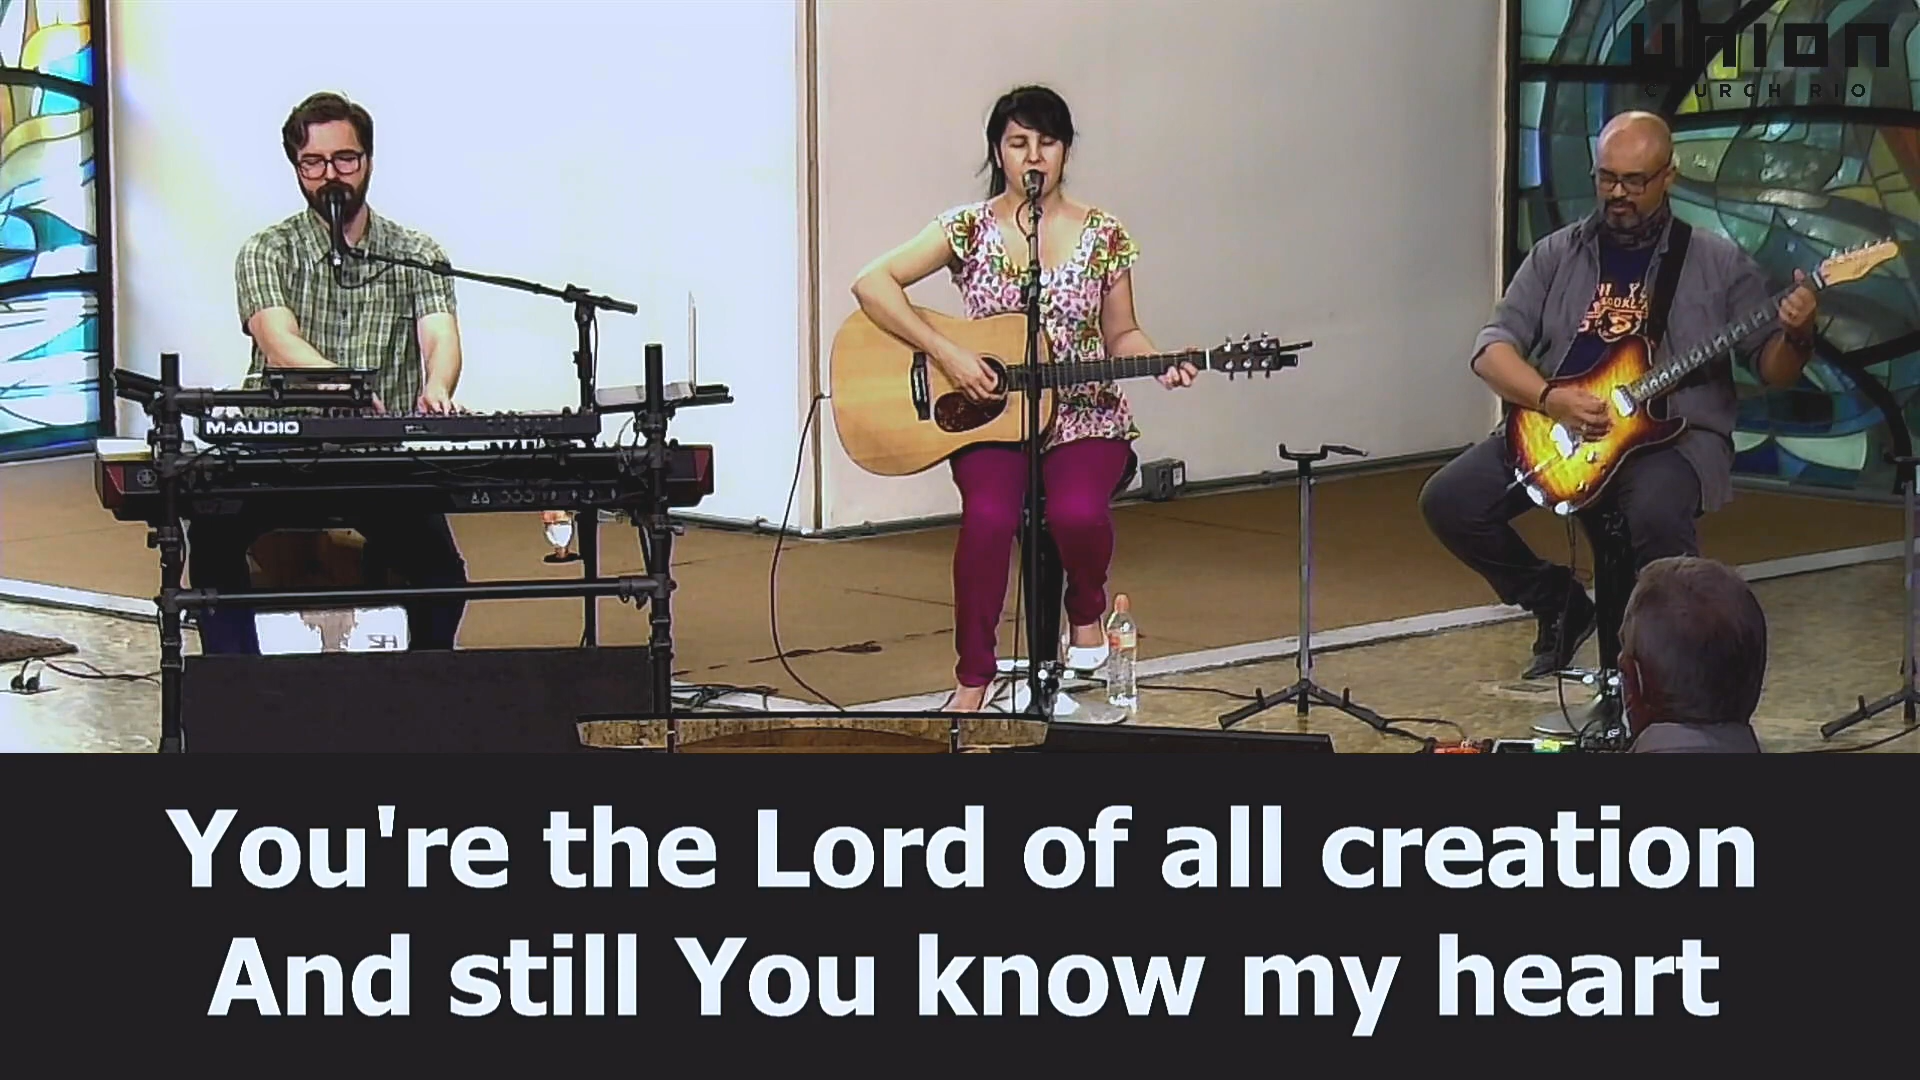 UNION
CHURCH RIO
M-AUDIO
You're the Lord of all creation
And still You know my heart